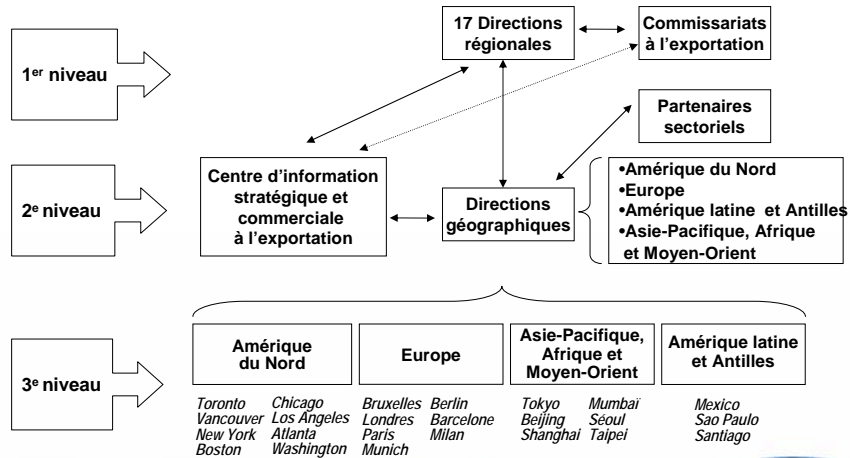 1er niveau
17 Directions
régionales
Commissariats
à l'exportation
Partenaires
sectoriels
2e niveau
Centre d'information
stratégique et
commerciale
à l'exportation
Directions
géographiques
•Amérique du Nord
•Europe
•Amérique latine et Antilles
•Asie-Pacifique, Afrique
et Moyen-Orient
3e niveau
Amérique
du Nord
Toronto
Vancouver
New York
Boston
Chicago
Los Angeles
Atlanta
Washington
Europe
Bruxelles
Londres
Paris
Munich
Berlin
Barcelone
Milan
Asie-Pacifique,
Afrique et
Moyen-Orient
Tokyo
Beijing
Shanghai
Mumbaï
Séoul
Taipei
Amérique latine
et Antilles
Mexico
Sao Paulo
Santiago